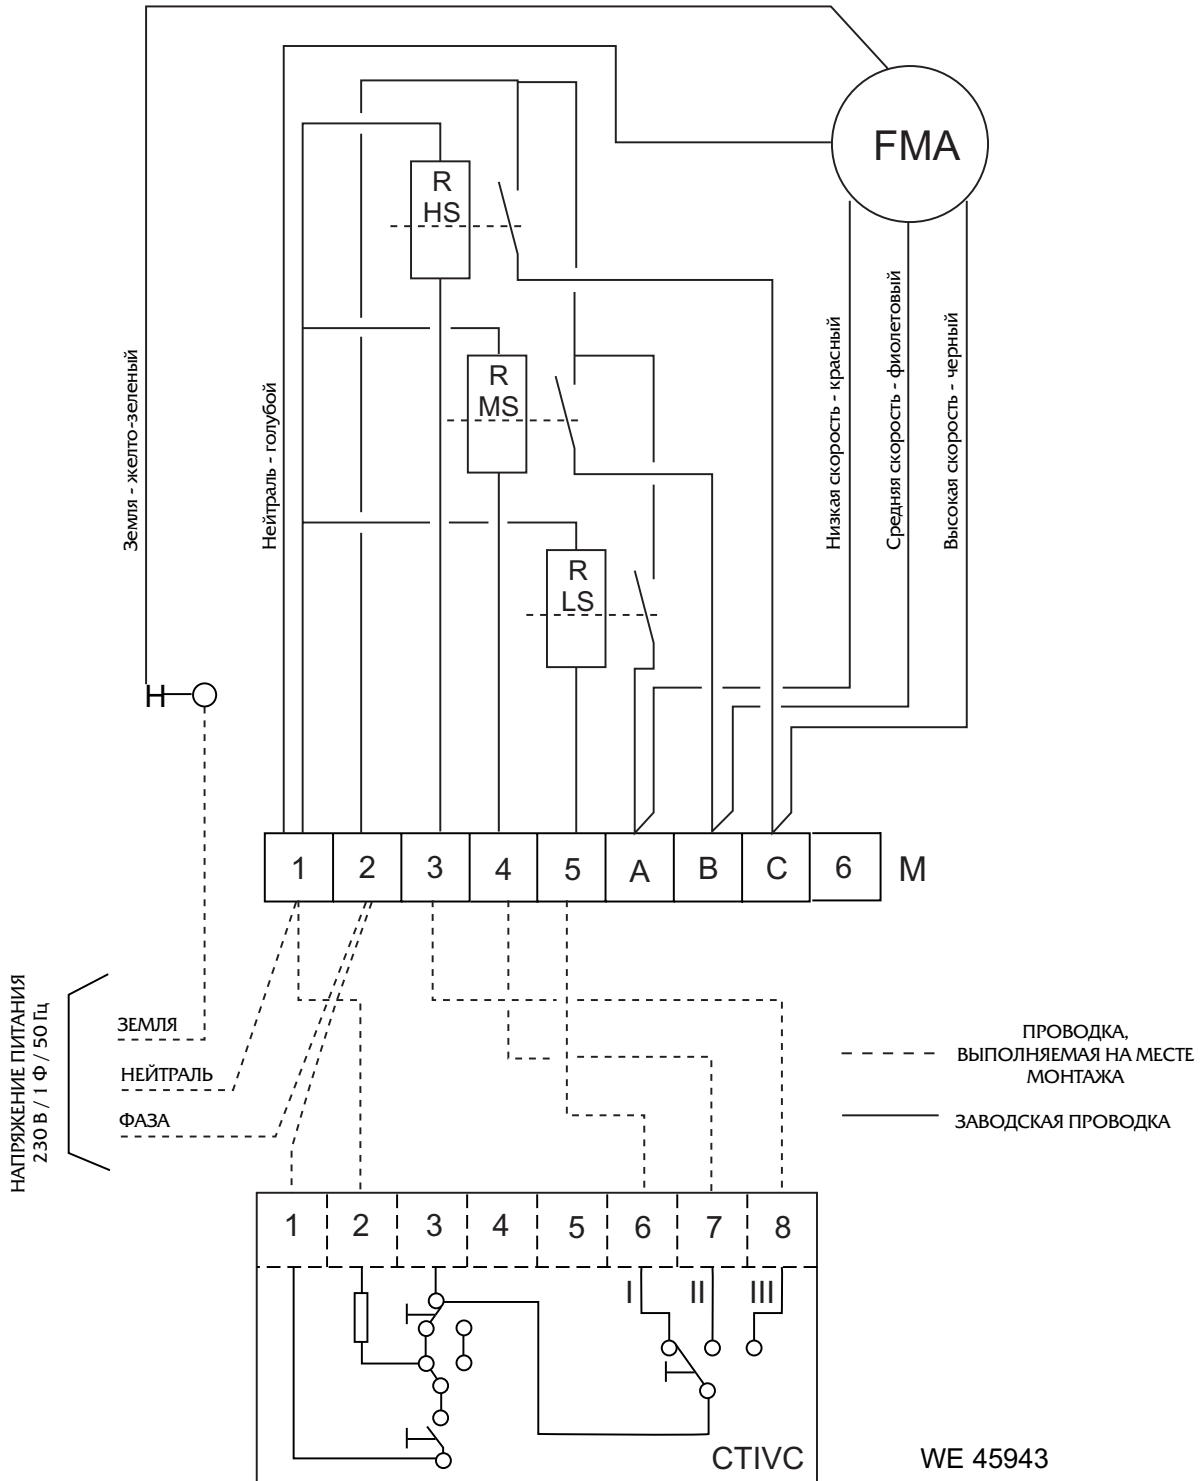 FMA
R
HS
R
MS
R
LS
Земля - желто-зеленый
Нейтраль - голубой
Низкая скорость - красный
Средняя скорость - фиолетовый
Высокая скорость - черный
1 2 3 4 5 A B C 6 M
НАПРЯЖЕНИЕ ПИТАНИЯ
230 В / 1 Ф / 50 Гц
ЗЕМЛЯ
НЕЙТРАЛЬ
ФАЗА
ПРОВОДКА,
ВЫПОЛНЯЕМАЯ НА МЕСТЕ
МОНТАЖА
ЗАВОДСКАЯ ПРОВОДКА
1 2 3 4 5 6 7 8
I II III
CTIVC
WE 45943